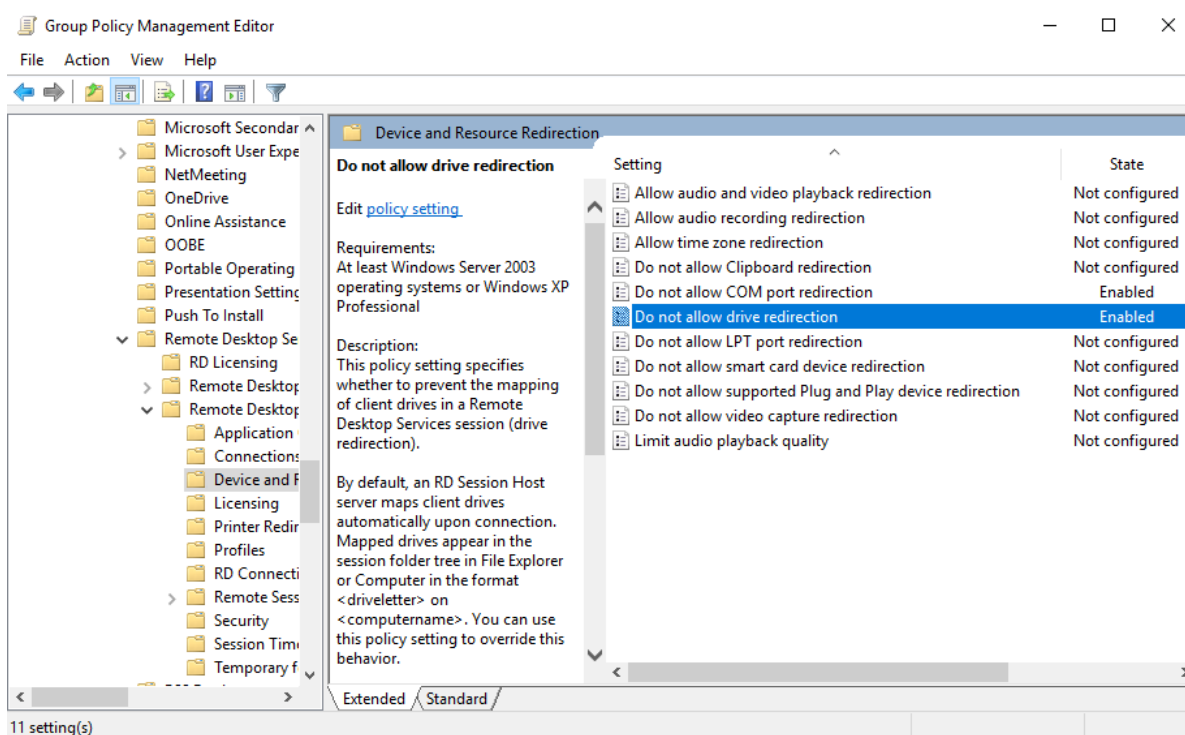 Group Policy Management Editor
File Action View Help
Microsoft Secondar
Microsoft User Expe
NetMeeting
OneDrive
Online Assistance
OOBE
Portable Operating
Presentation Setting
Push To Install
Remote Desktop Se
RD Licensing
Remote Desktop
Remote Desktop
Application
Connections
Device and F
Licensing
Printer Redir
Profiles
RD Connecti
Remote Sess
Security
Session Time
Temporary f
Device and Resource Redirection
Do not allow drive redirection
Edit policy setting
Requirements:
At least Windows Server 2003
operating systems or Windows XP
Professional
Description:
This policy setting specifies
whether to prevent the mapping
of client drives in a Remote
Desktop Services session (drive
redirection).
By default, an RD Session Host
server maps client drives
automatically upon connection.
Mapped drives appear in the
session folder tree in File Explorer
or Computer in the format
<driveletter> on
<computername>. You can use
this policy setting to override this
behavior.
Setting State
Allow audio and video playback redirection Not configured
Allow audio recording redirection Not configured
Allow time zone redirection Not configured
Do not allow Clipboard redirection Not configured
Do not allow COM port redirection Enabled
Do not allow drive redirection Enabled
Do not allow LPT port redirection Not configured
Do not allow smart card device redirection Not configured
Do not allow supported Plug and Play device redirection Not configured
Do not allow video capture redirection Not configured
Limit audio playback quality Not configured
Extended Standard
11 setting(s)